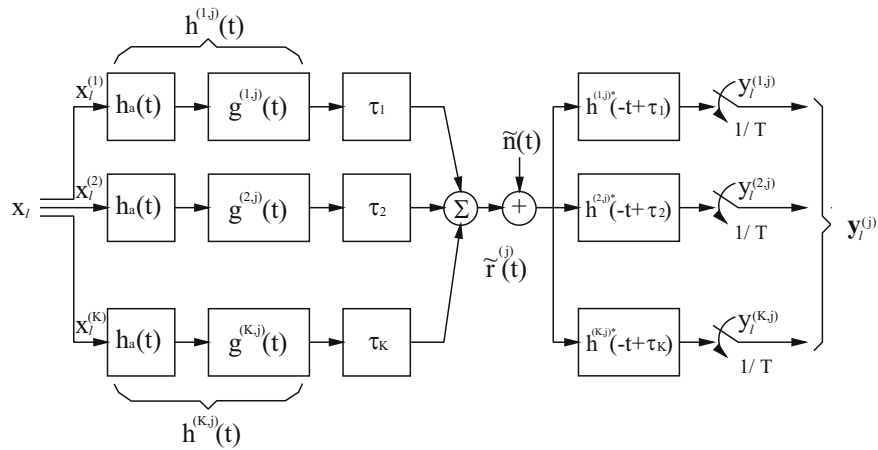 h^(1,j)(t)
x_l^(1) h_a(t) g^(1,j)(t) τ_1 h^(1,j)*(-t+τ_1) y_l^(1,j)
1/T
ñ(t)
x_l x_l^(2) h_a(t) g^(2,j)(t) τ_2 Σ + h^(2,j)*(-t+τ_2) y_l^(2,j) y_l^(j)
1/T
r̃^(j)(t)
x_l^(K) h_a(t) g^(K,j)(t) τ_K h^(K,j)*(-t+τ_K) y_l^(K,j)
1/T
h^(K,j)(t)